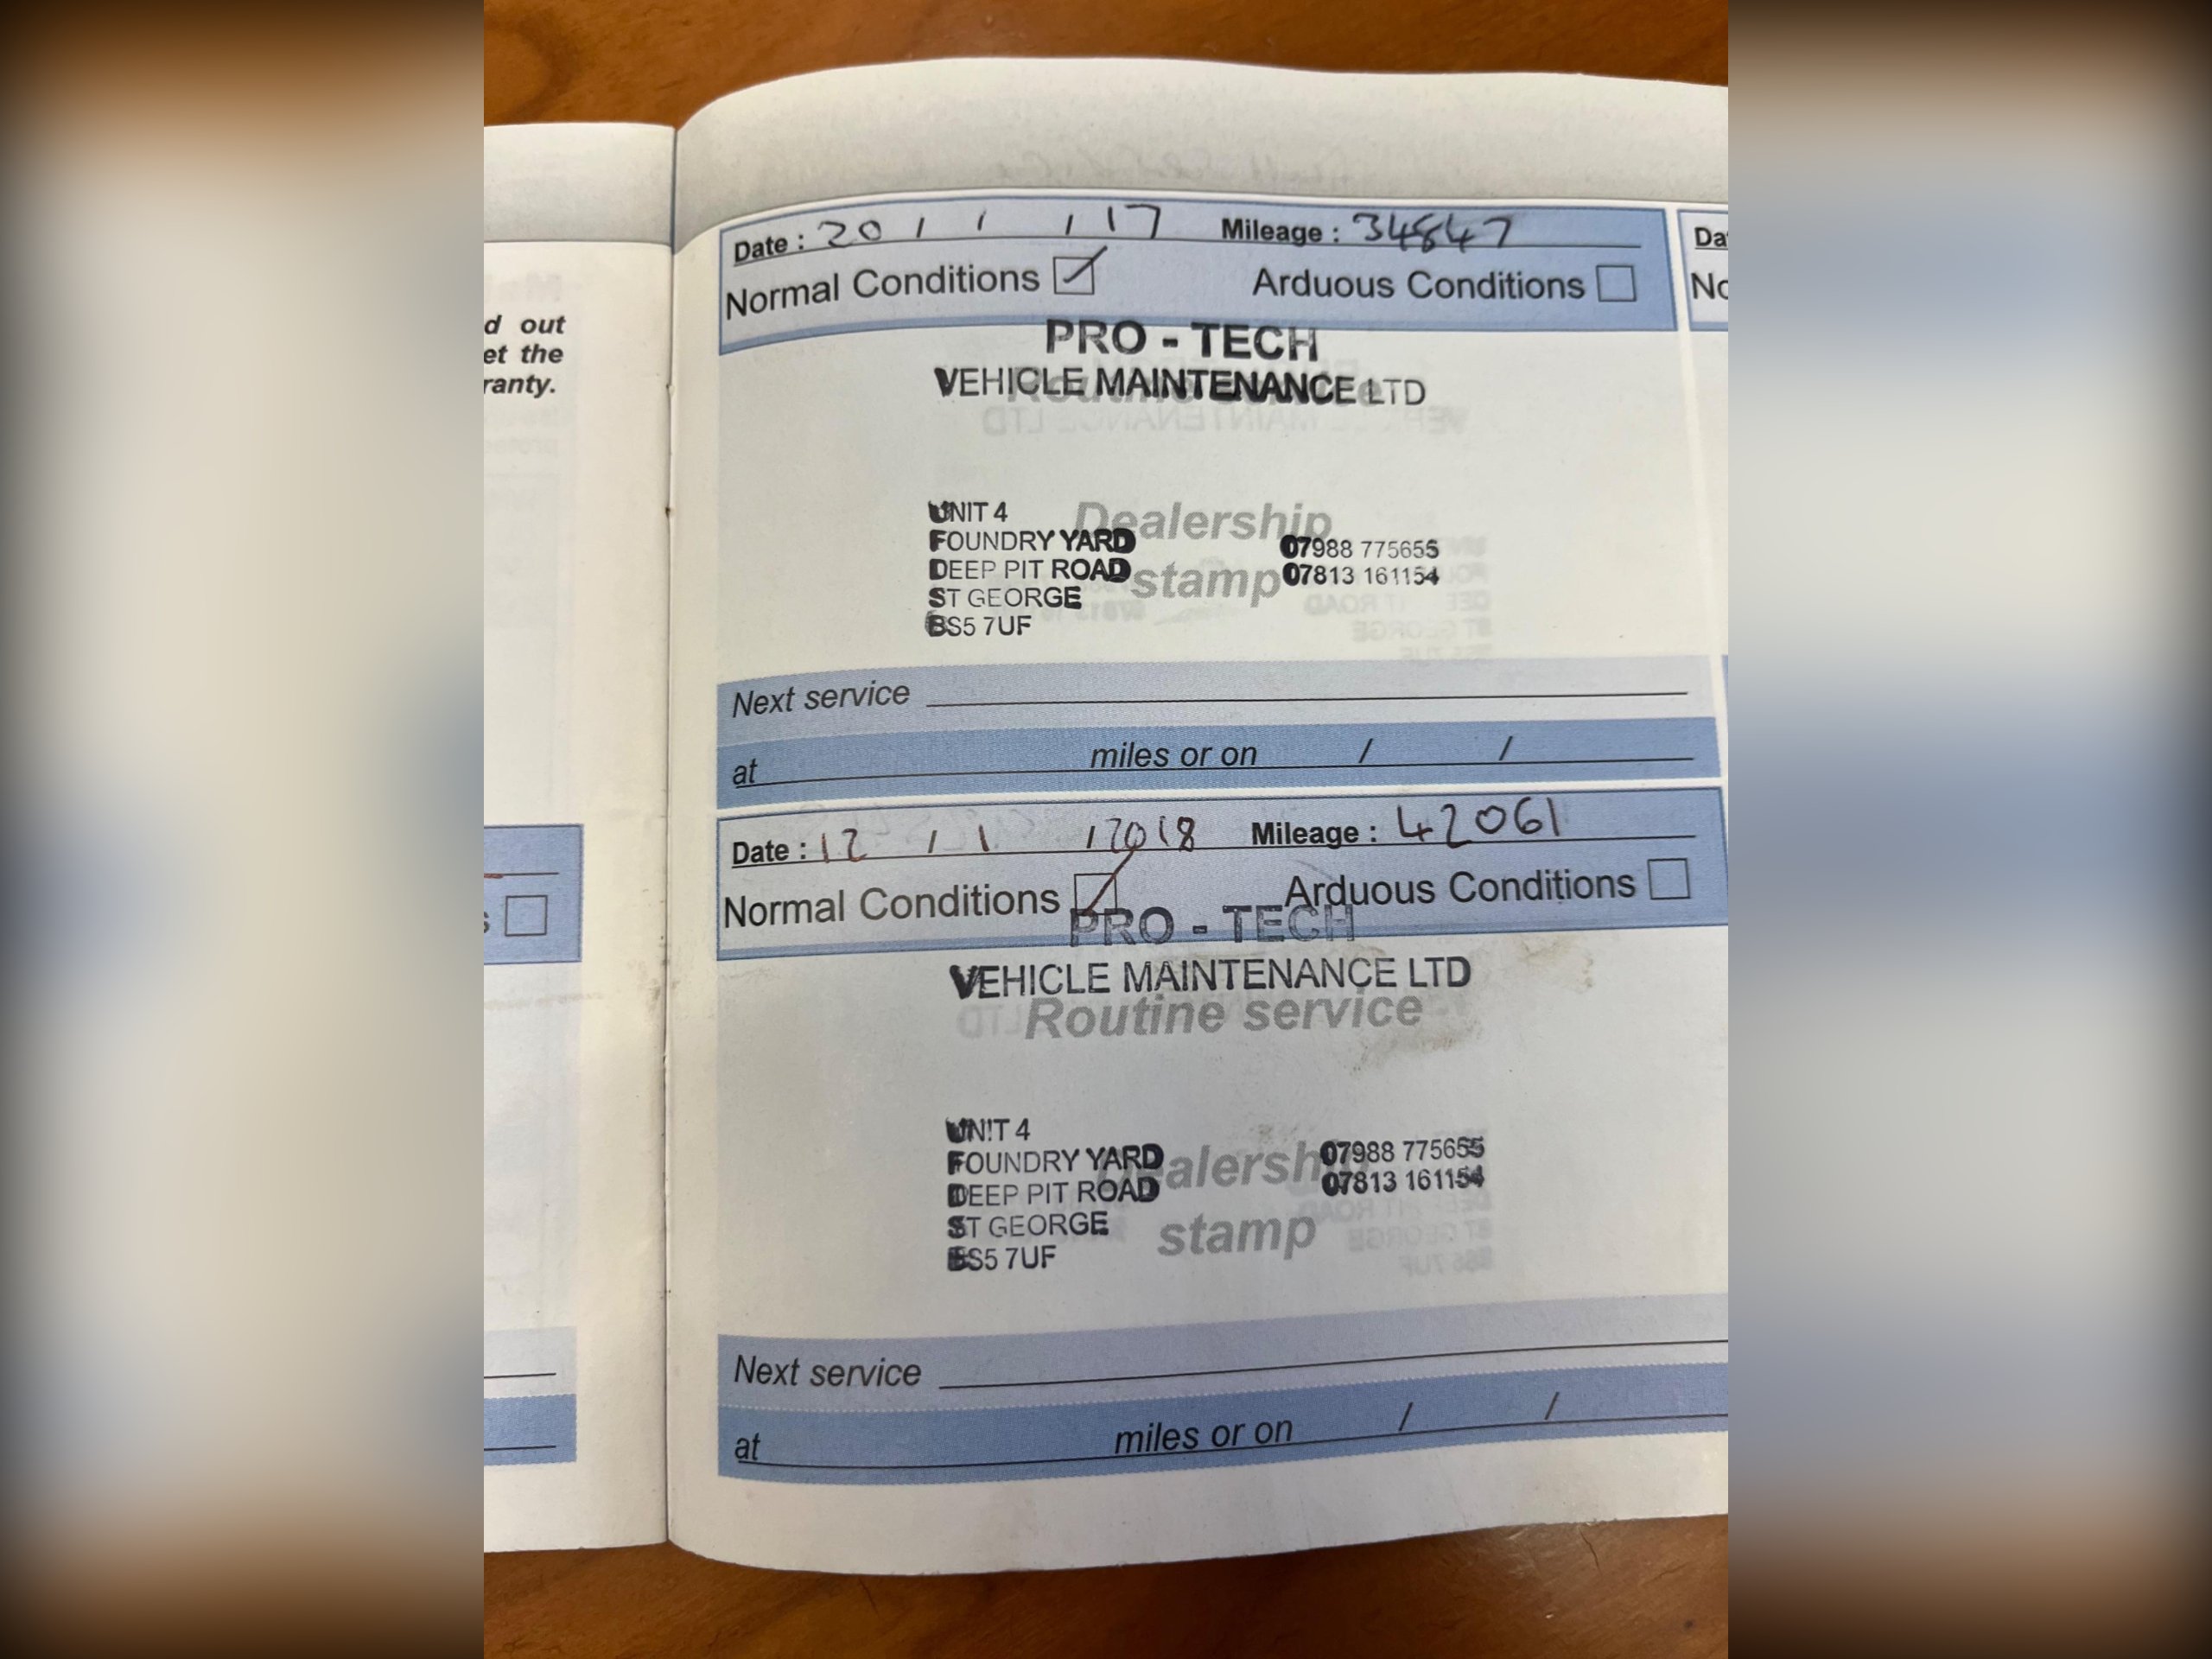 d out
et the
ranty.
Date : 20 / 1 / 17 Mileage : 34847
Da
Normal Conditions Arduous Conditions
No
PRO - TECH
VEHICLE MAINTENANCE LTD
UNIT 4
Dealership
FOUNDRY YARD 07988 775655
DEEP PIT ROAD stamp 07813 161154
ST GEORGE
BS5 7UF
Next service
at miles or on / /
Date : 12 / 1 / 2018 Mileage : 42061
Normal Conditions Arduous Conditions
PRO - TECH
VEHICLE MAINTENANCE LTD
Routine service
UNIT 4
FOUNDRY YARD Dealership 07988 775655
DEEP PIT ROAD 07813 161154
ST GEORGE stamp
BS5 7UF
Next service
at miles or on / /